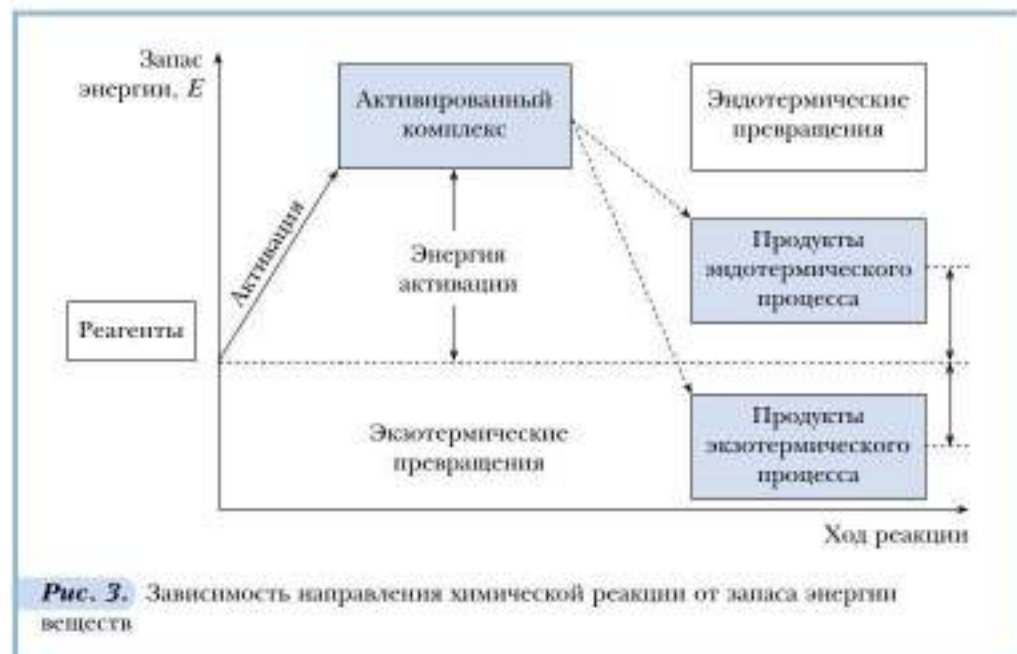 Запас
энергии, E
Активированный
комплекс
Эндотермические
превращения
Активация
Энергия
активации
Продукты
эндотермического
процесса
Реагенты
Экзотермические
превращения
Продукты
экзотермического
процесса
Ход реакции
Рис. 3. Зависимость направления химической реакции от запаса энергии
веществ